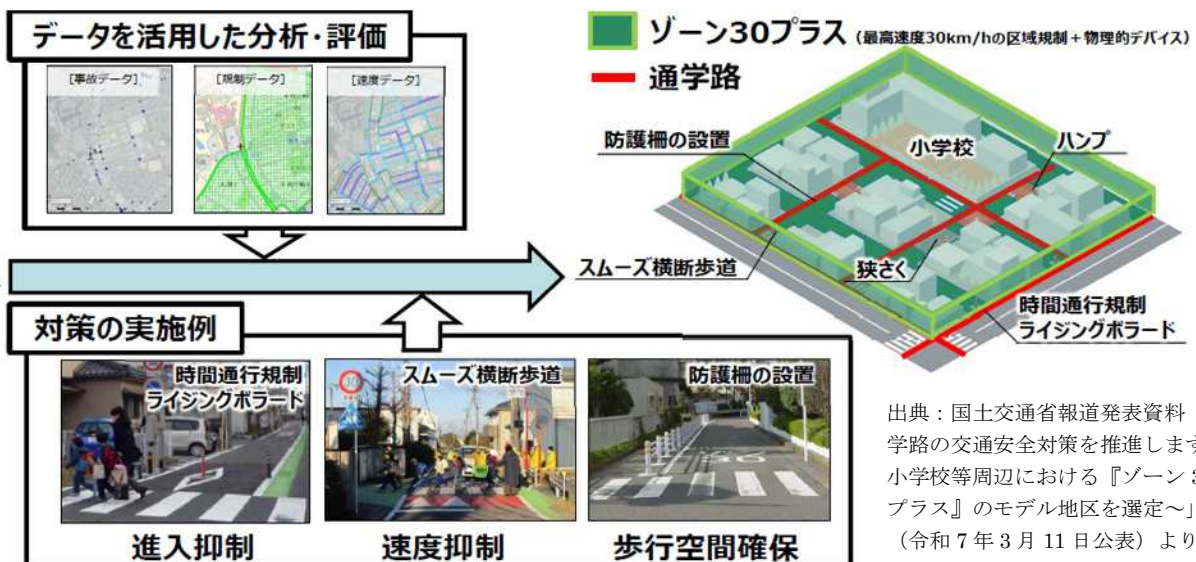 データを活用した分析・評価
[事故データ]
[規制データ]
[速度データ]
ゾーン30プラス (最高速度30km/hの区域規制+物理的デバイス)
通学路
防護柵の設置
小学校
ハンプ
スムーズ横断歩道
狭さく
時間通行規制
ライジングボラード
対策の実施例
時間通行規制
ライジングボラード
スムーズ横断歩道
防護柵の設置
30
進入抑制
速度抑制
歩行空間確保
出典：国土交通省報道発表資料
学路の交通安全対策を推進します
小学校等周辺における『ゾーン 3
プラス』のモデル地区を選定～」
（令和 7 年 3 月 11 日公表）より